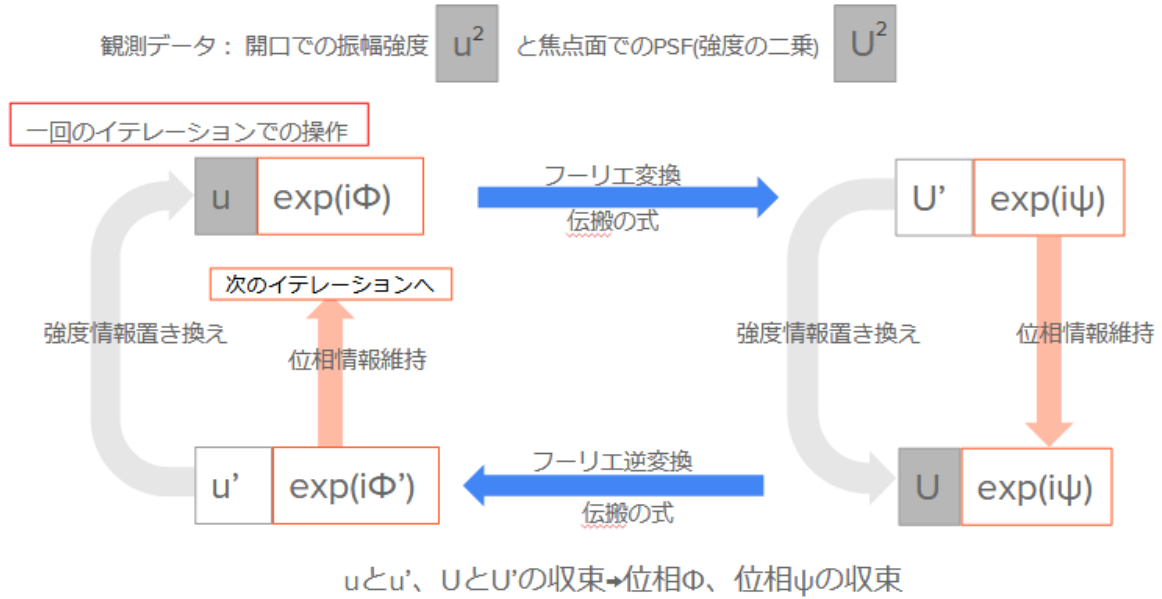 観測データ： 開口での振幅強度 u² と焦点面でのPSF(強度の二乗) U²
一回のイテレーションでの操作
u exp(iΦ)
フーリエ変換
伝搬の式
U’ exp(iψ)
次のイテレーションへ
強度情報置き換え
位相情報維持
強度情報置き換え
位相情報維持
u’ exp(iΦ’)
フーリエ逆変換
伝搬の式
U exp(iψ)
uとu’、UとU’の収束➡位相Φ、位相ψの収束